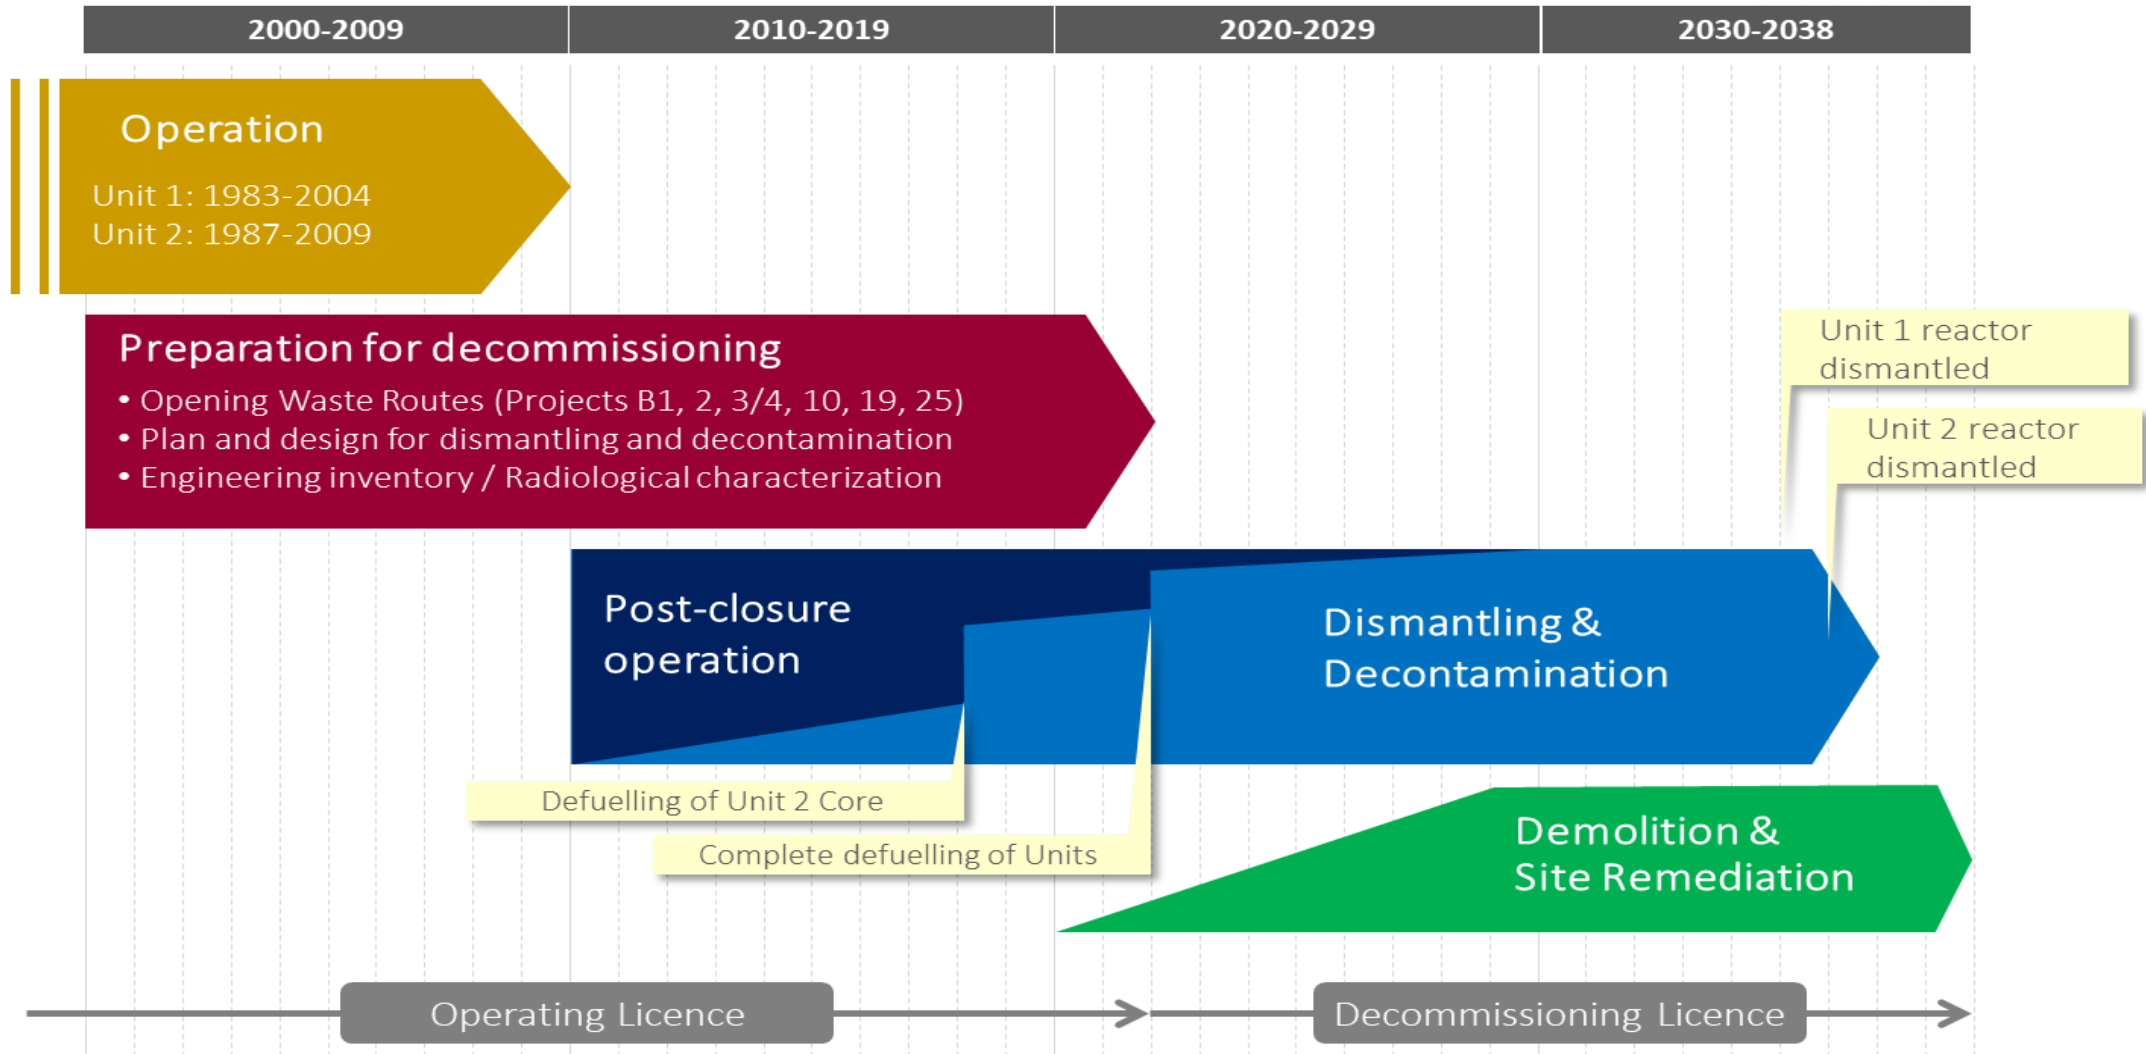 2000-2009
2010-2019
2020-2029
2030-2038
Operation
Unit 1: 1983-2004
Unit 2: 1987-2009
Preparation for decommissioning
• Opening Waste Routes (Projects B1, 2, 3/4, 10, 19, 25)
• Plan and design for dismantling and decontamination
• Engineering inventory / Radiological characterization
Unit 1 reactor
dismantled
Unit 2 reactor
dismantled
Post-closure
operation
Dismantling &
Decontamination
Defuelling of Unit 2 Core
Complete defuelling of Units
Demolition &
Site Remediation
Operating Licence
Decommissioning Licence